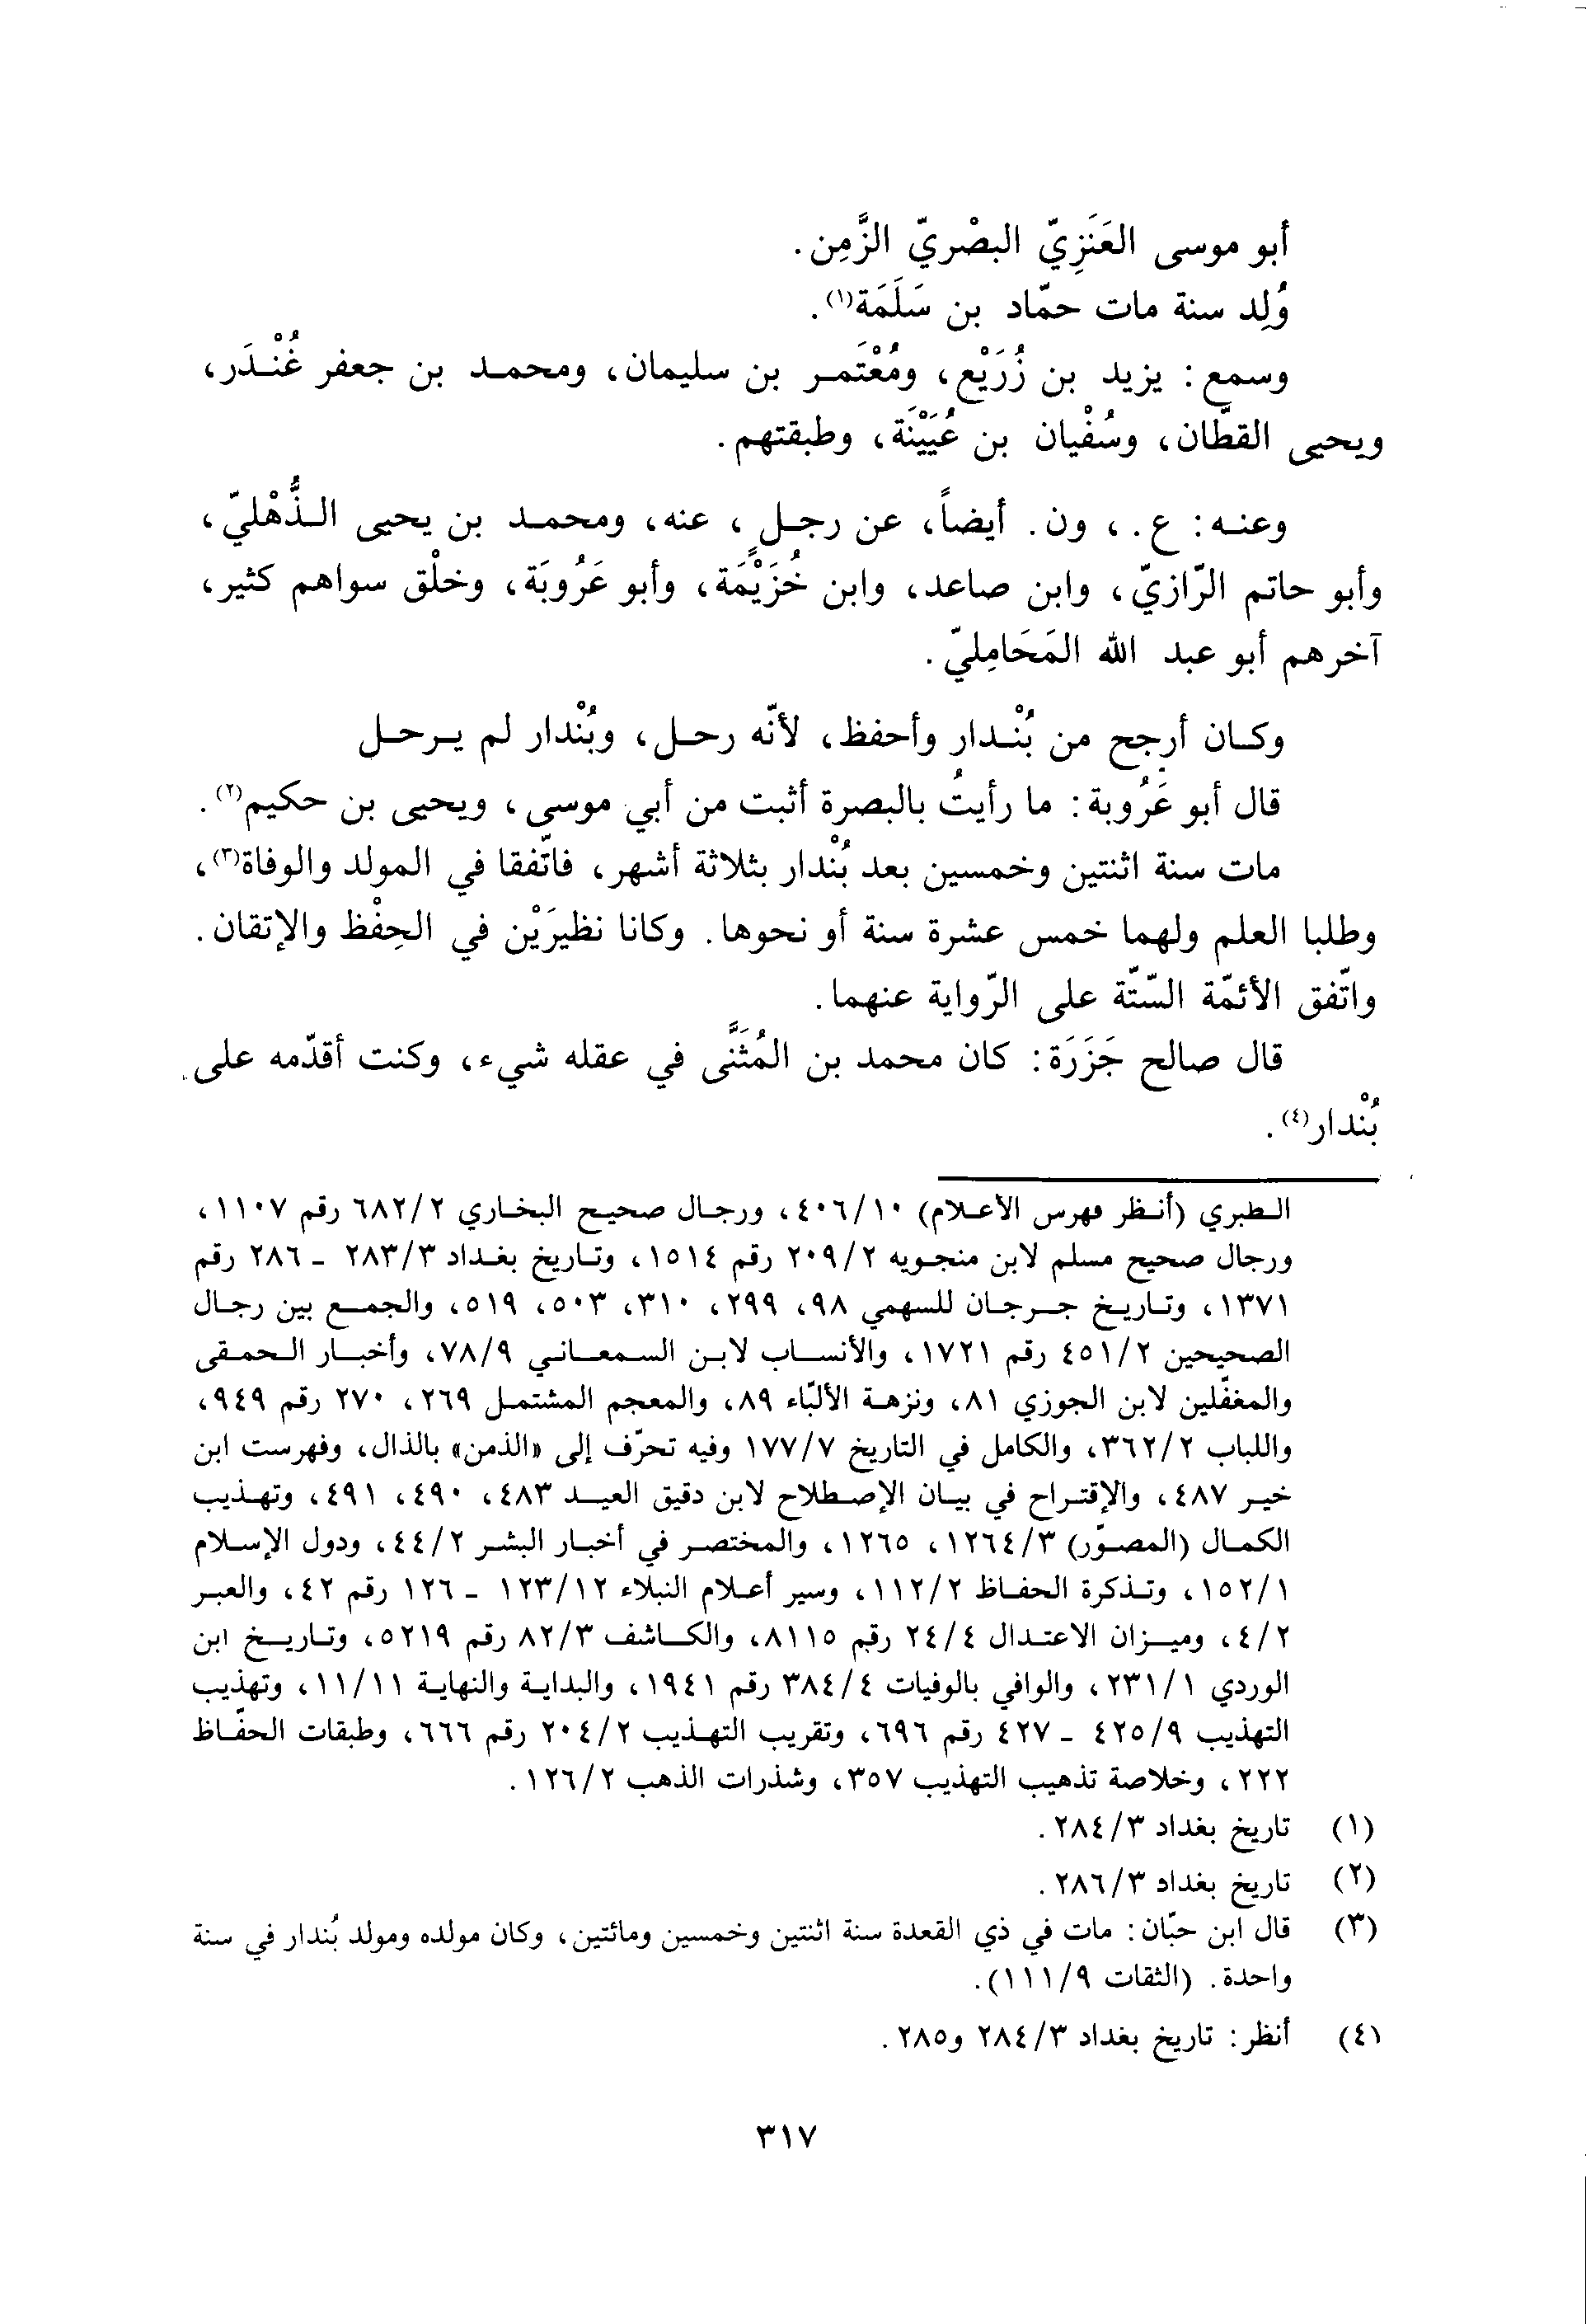 أبو موسى العَنَزِيّ البصْريّ الزَّمِن.
وُلِد سنة مات حمّاد بن سَلَمَة(١).
وسمع: يزيد بن زُرَيْع، ومُعْتَمر بن سليمان، ومحمد بن جعفر غُنْدَر،
ويحيى القطّان، وسُفْيان بن عُيَيْنَة، وطبقتهم.
وعنه: ع.، ون. أيضاً، عن رجلٍ، عنه، ومحمد بن يحيى الذُّهْليّ،
وأبو حاتم الرّازيّ، وابن صاعد، وابن خُزَيْمَة، وأبو عَرُوبَة، وخلْق سواهم كثير،
آخرهم أبو عبد الله المَحَامِليّ.
وكان أرجح من بُنْدار وأحفظ، لأنّه رحل، وبُنْدار لم يرحل
قال أبو عَرُوبة: ما رأيتُ بالبصرة أثبت من أبي موسى، ويحيى بن حكيم(٢).
مات سنة اثنتين وخمسين بعد بُنْدار بثلاثة أشهر، فاتّفقا في المولد والوفاة(٣)،
وطلبا العلم ولهما خمس عشرة سنة أو نحوها. وكانا نظيرَيْن في الحِفْظ والإتقان.
واتّفق الأئمّة السّتّة على الرّواية عنهما.
قال صالح جَزَرَة: كان محمد بن المُثَنَّى في عقله شيء، وكنت أقدّمه على
بُنْدار(٤).
الطبري (أنظر فهرس الأعلام) ٤٠٦/١٠، ورجال صحيح البخاري ٦٨٢/٢ رقم ١١٠٧،
ورجال صحيح مسلم لابن منجويه ٢٠٩/٢ رقم ١٥١٤، وتاريخ بغداد ٢٨٣/٣ - ٢٨٦ رقم
١٣٧١، وتاريخ جرجان للسهمي ٩٨، ٢٩٩، ٣١٠، ٥٠٣، ٥١٩، والجمع بين رجال
الصحيحين ٤٥١/٢ رقم ١٧٢١، والأنساب لابن السمعاني ٧٨/٩، وأخبار الحمقى
والمغفّلين لابن الجوزي ٨١، ونزهة الألبّاء ٨٩، والمعجم المشتمل ٢٦٩، ٢٧٠ رقم ٩٤٩،
واللباب ٣٦٢/٢، والكامل في التاريخ ١٧٧/٧ وفيه تحرّف إلى «الذمن» بالذال، وفهرست ابن
خير ٤٨٧، والإقتراح في بيان الإصطلاح لابن دقيق العيد ٤٨٣، ٤٩٠، ٤٩١، وتهذيب
الكمال (المصوّر) ١٢٦٤/٣، ١٢٦٥، والمختصر في أخبار البشر ٤٤/٢، ودول الإسلام
١٥٢/١، وتذكرة الحفاظ ١١٢/٢، وسير أعلام النبلاء ١٢٣/١٢ - ١٢٦ رقم ٤٢، والعبر
٤/٢، وميزان الاعتدال ٢٤/٤ رقم ٨١١٥، والكاشف ٨٢/٣ رقم ٥٢١٩، وتاريخ ابن
الوردي ٢٣١/١، والوافي بالوفيات ٣٨٤/٤ رقم ١٩٤١، والبداية والنهاية ١١/١١، وتهذيب
التهذيب ٤٢٥/٩ - ٤٢٧ رقم ٦٩٦، وتقريب التهذيب ٢٠٤/٢ رقم ٦٦٦، وطبقات الحفّاظ
٢٢٢، وخلاصة تذهيب التهذيب ٣٥٧، وشذرات الذهب ١٢٦/٢.
(١) تاريخ بغداد ٢٨٤/٣.
(٢) تاريخ بغداد ٢٨٦/٣.
(٣) قال ابن حبّان: مات في ذي القعدة سنة اثنتين وخمسين ومائتين، وكان مولده ومولد بُندار في سنة
واحدة. (الثقات ١١١/٩).
(٤) أنظر: تاريخ بغداد ٢٨٤/٣ و٢٨٥.
٣١٧